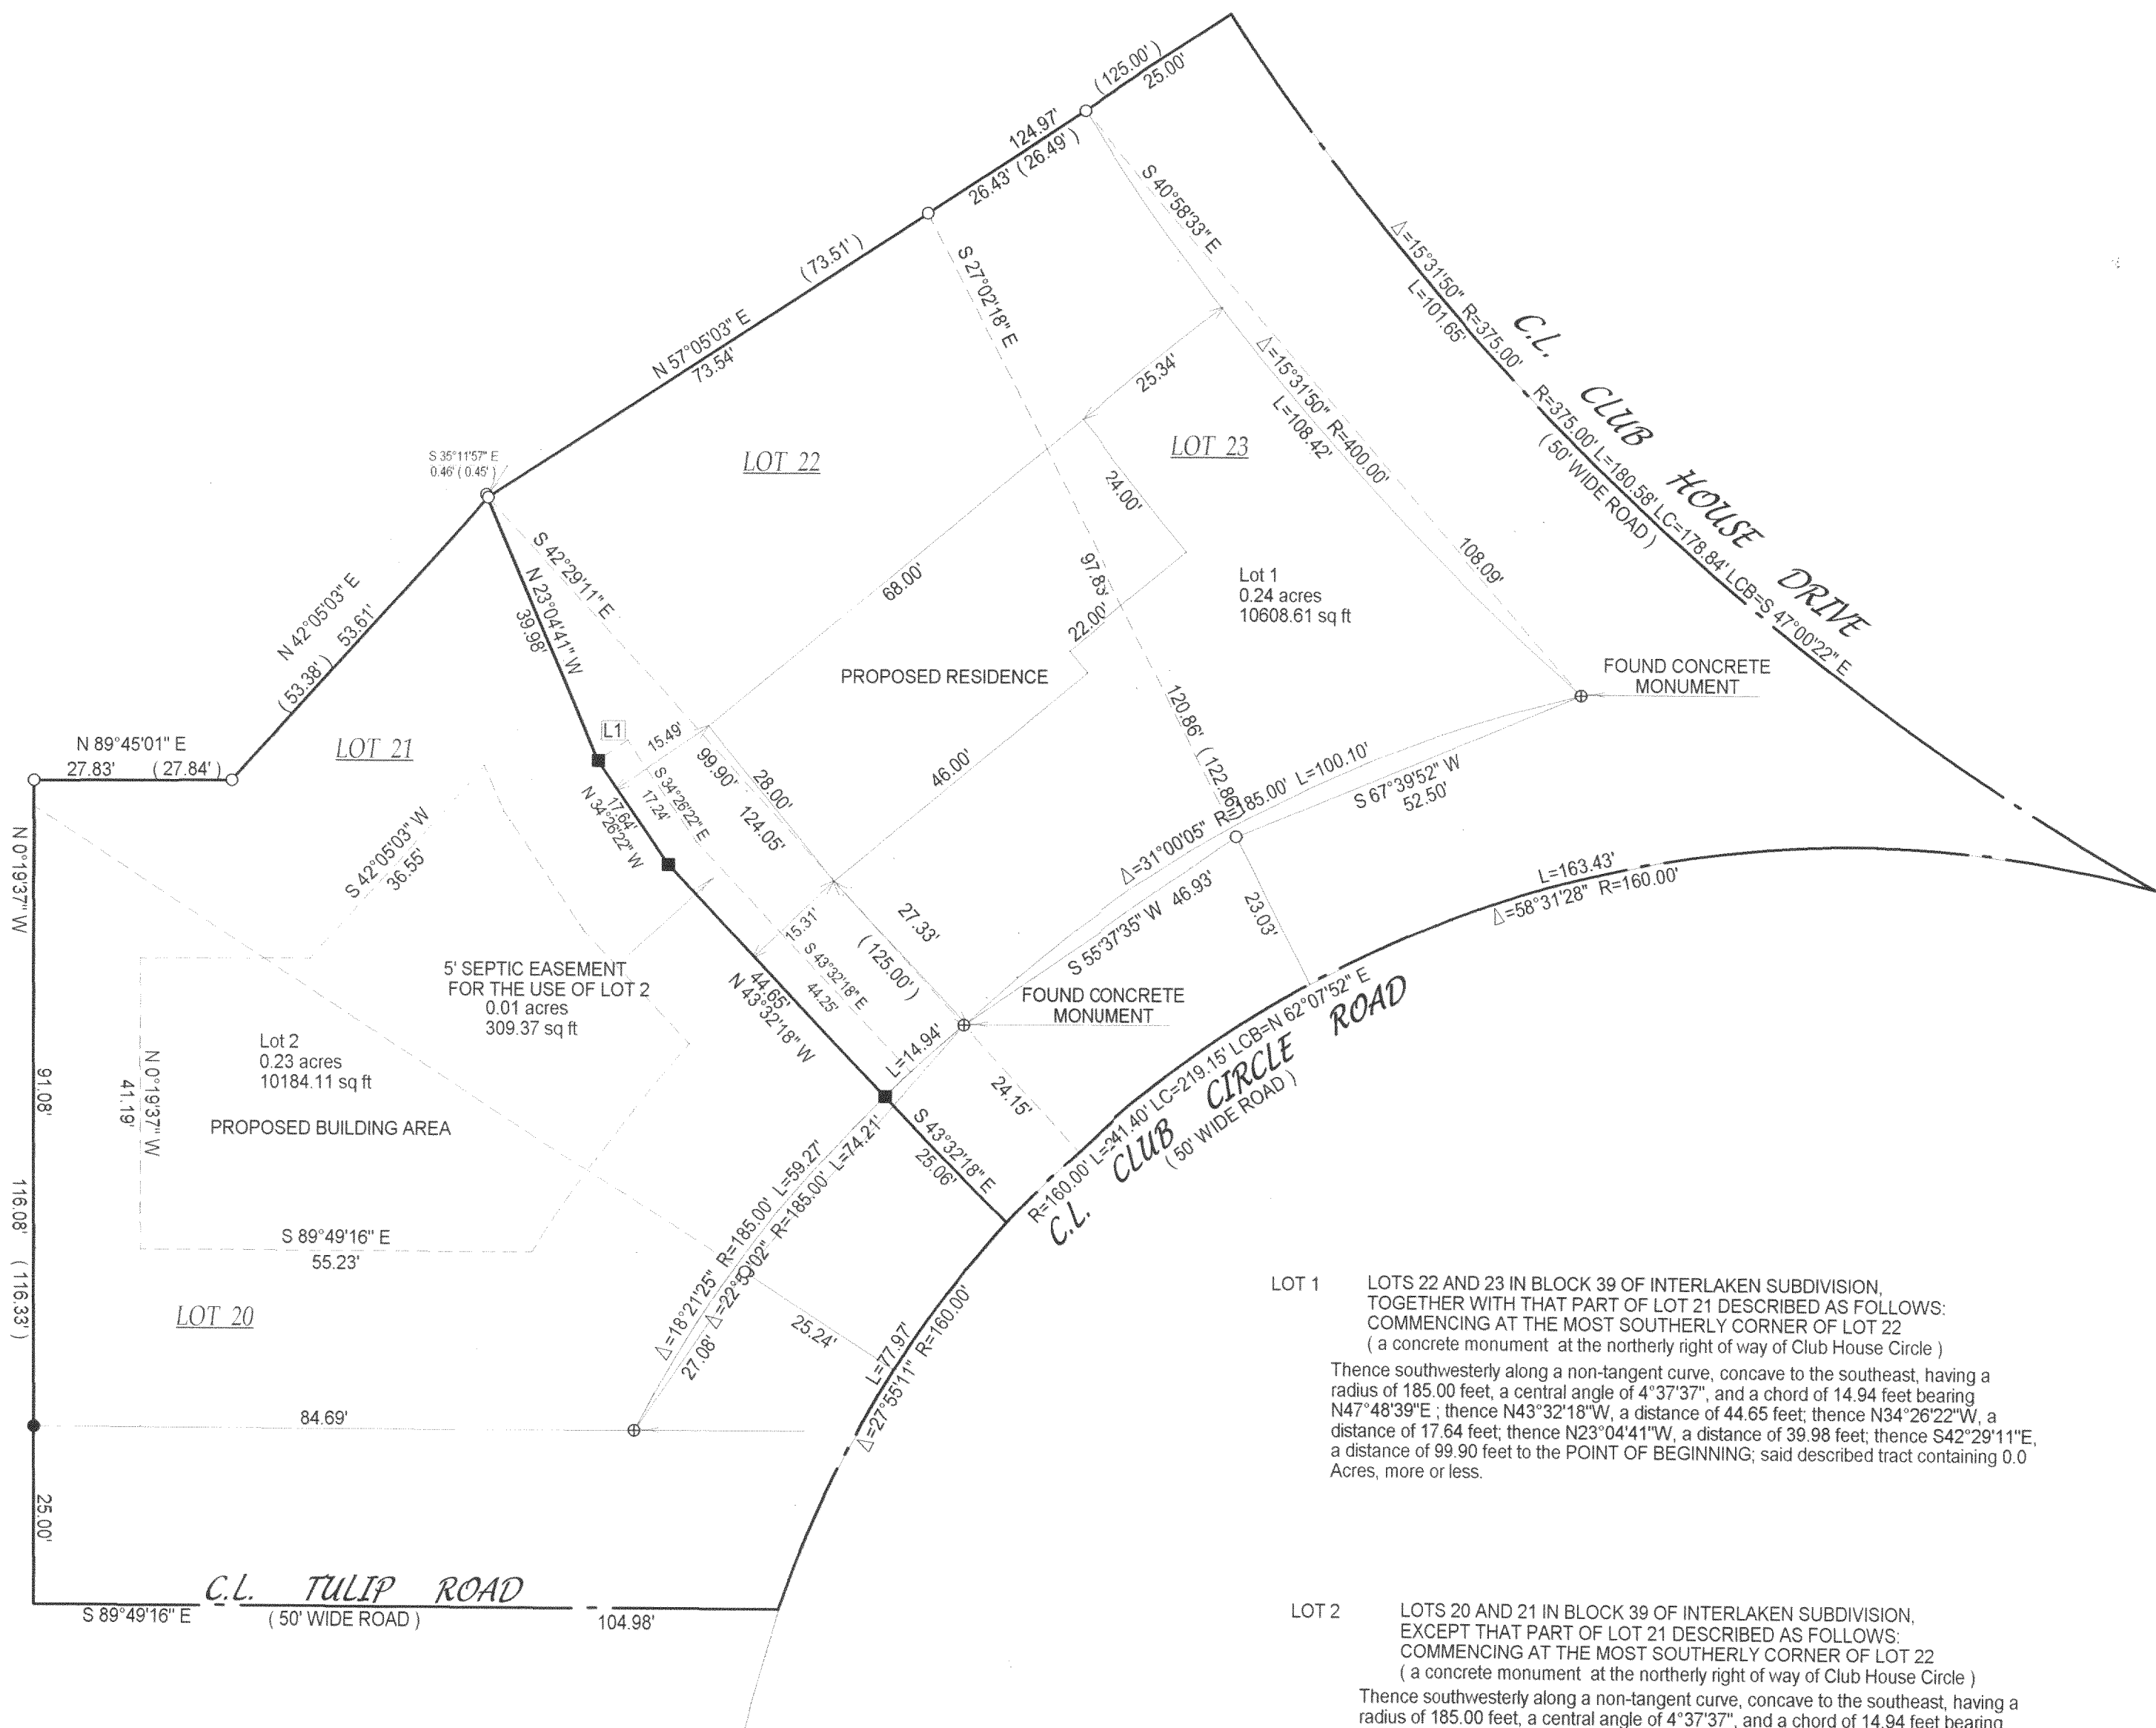 ( 125.00' )
25.00'
124.97'
26.43' ( 26.49' )
( 73.51' )
N 57°05'03" E
73.54'
S 40°58'33" E
S 27°02'18" E
Δ=15°31'50" R=375.00'
L=101.65'
C.L. CLUB HOUSE DRIVE
R=375.00' L=180.58' LC=178.84' LCB=S 47°00'22" E
( 50' WIDE ROAD )
Δ=15°31'50" R=400.00'
L=108.42'
108.09'
25.34'
LOT 23
LOT 22
24.00'
S 35°11'57" E
0.46' ( 0.45' )
S 42°29'11" E
N 23°04'41" W
39.98'
68.00'
97.83'
22.00'
Lot 1
0.24 acres
10608.61 sq ft
PROPOSED RESIDENCE
FOUND CONCRETE
MONUMENT
N 42°05'03" E
( 53.38' ) 53.61'
N 89°45'01" E
27.83' ( 27.84' )
LOT 21
L1
15.49'
99.90'
28.00'
124.05'
46.00'
120.86' ( 122.86' )
S 34°26'22" E
17.24'
17.64'
N 34°26'22" W
Δ=31°00'05" R=185.00' L=100.10'
S 67°39'52" W
52.50'
L=163.43'
Δ=58°31'28" R=160.00'
N 0°19'37" W
S 42°05'03" W
36.55'
15.31'
27.33'
( 125.00' )
S 55°37'35" W 46.93'
23.03'
S 43°32'18" E
44.25'
44.65'
N 43°32'18" W
5' SEPTIC EASEMENT
FOR THE USE OF LOT 2
0.01 acres
309.37 sq ft
FOUND CONCRETE
MONUMENT
Lot 2
0.23 acres
10184.11 sq ft
PROPOSED BUILDING AREA
N 0°19'37" W
41.19'
91.08'
L=14.94'
24.15'
S 43°32'18" E
25.06'
R=160.00' L=241.40' LC=219.15' LCB=N 62°07'52" E
C.L. CLUB CIRCLE ROAD
( 50' WIDE ROAD )
116.08' ( 116.33' )
S 89°49'16" E
55.23'
LOT 20
Δ=18°21'25" R=185.00' L=59.27'
Δ=22°59'02" R=185.00' L=74.21'
27.08'
25.24'
L=77.97'
Δ=27°55'11" R=160.00'
84.69'
25.00'
C.L. TULIP ROAD
S 89°49'16" E ( 50' WIDE ROAD ) 104.98'
LOT 1 LOTS 22 AND 23 IN BLOCK 39 OF INTERLAKEN SUBDIVISION,
TOGETHER WITH THAT PART OF LOT 21 DESCRIBED AS FOLLOWS:
COMMENCING AT THE MOST SOUTHERLY CORNER OF LOT 22
( a concrete monument at the northerly right of way of Club House Circle )
Thence southwesterly along a non-tangent curve, concave to the southeast, having a
radius of 185.00 feet, a central angle of 4°37'37", and a chord of 14.94 feet bearing
N47°48'39"E ; thence N43°32'18"W, a distance of 44.65 feet; thence N34°26'22"W, a
distance of 17.64 feet; thence N23°04'41"W, a distance of 39.98 feet; thence S42°29'11"E,
a distance of 99.90 feet to the POINT OF BEGINNING; said described tract containing 0.0
Acres, more or less.
LOT 2 LOTS 20 AND 21 IN BLOCK 39 OF INTERLAKEN SUBDIVISION,
EXCEPT THAT PART OF LOT 21 DESCRIBED AS FOLLOWS:
COMMENCING AT THE MOST SOUTHERLY CORNER OF LOT 22
( a concrete monument at the northerly right of way of Club House Circle )
Thence southwesterly along a non-tangent curve, concave to the southeast, having a
radius of 185.00 feet, a central angle of 4°37'37", and a chord of 14.94 feet bearing